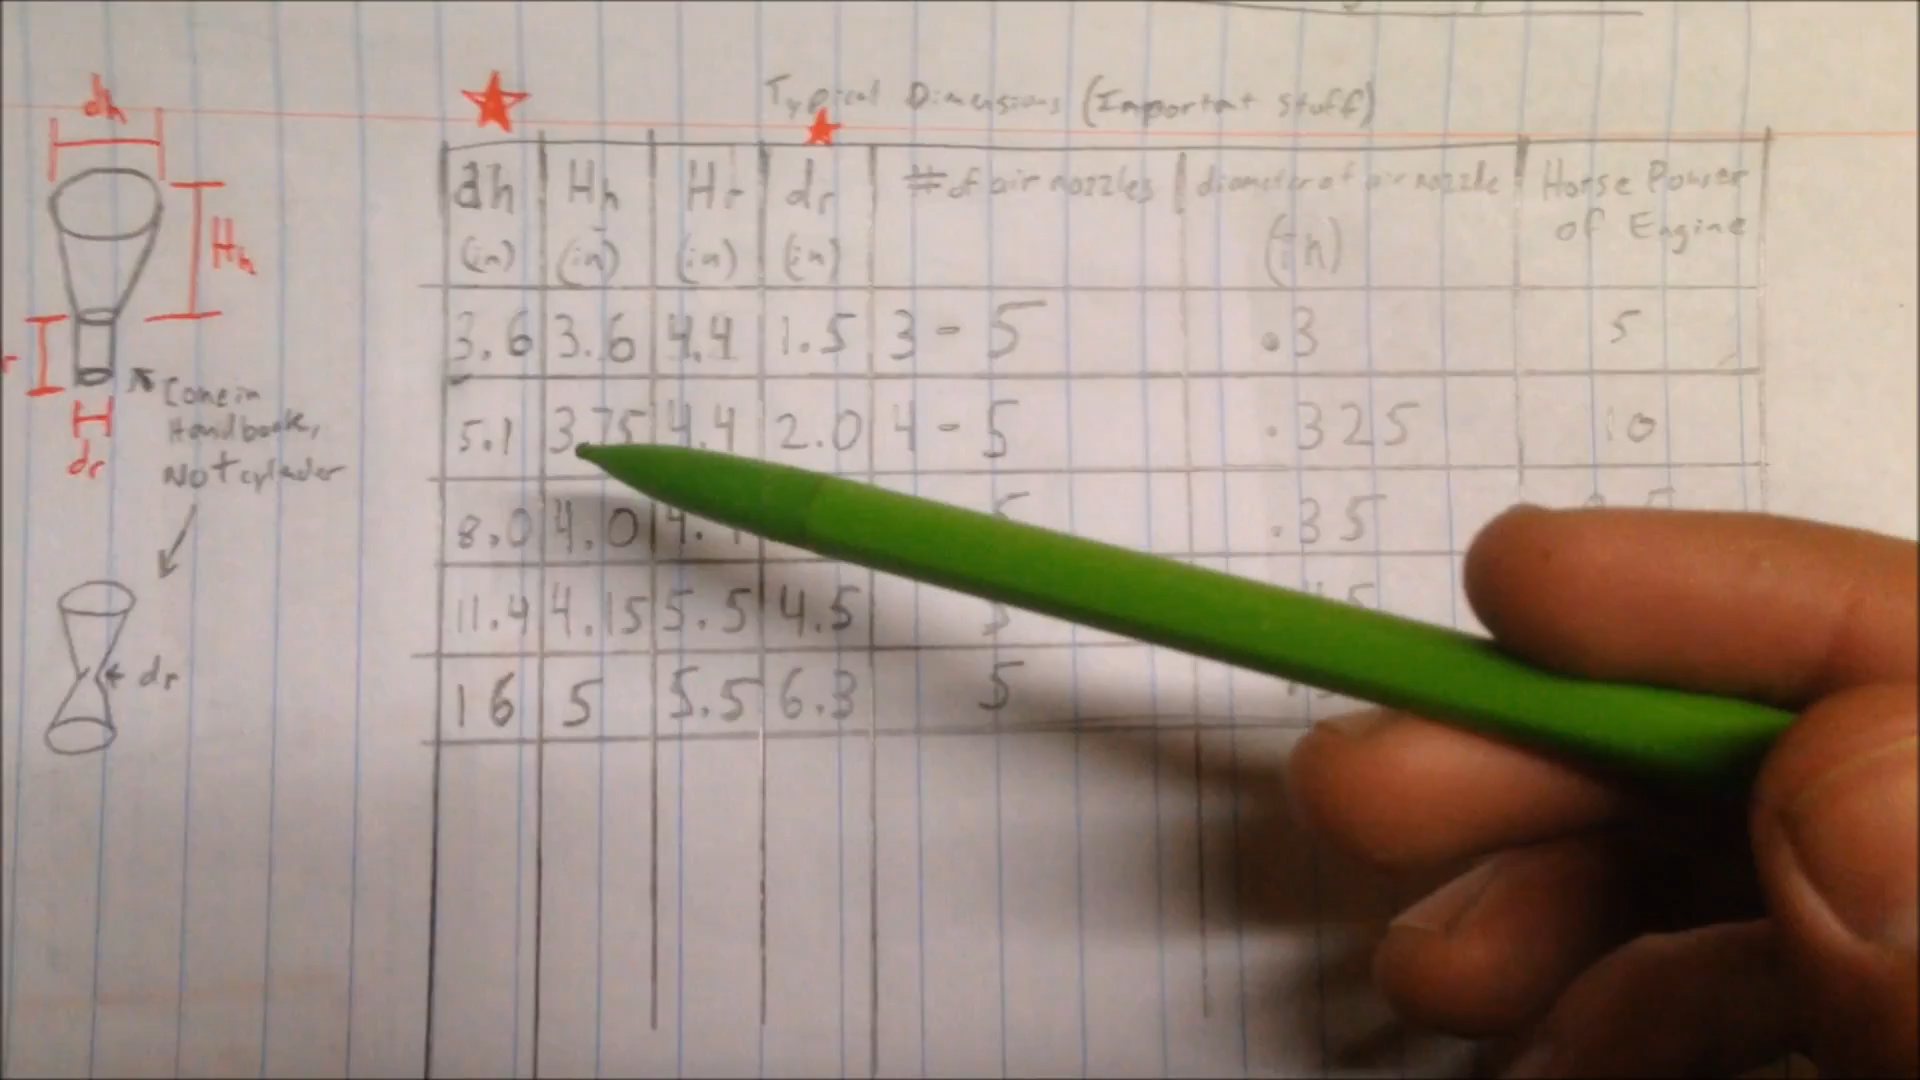 Typical Dimensions (Important stuff)
dh Hh Hr dr # of air nozzles diameter of air nozzle Horse Power
(in) (in) (in) (in) (in) of Engine
3.6 3.6 4.4 1.5 3 - 5 .3 5
5.1 3.75 4.4 2.0 4 - 5 .325 10
8.0 4.0 5 .35
11.4 4.15 5.5 4.5 5
16 5 5.5 6.3 5
dh
Hh
r
dr
Cone in
Handbook,
Not cylinder
dr